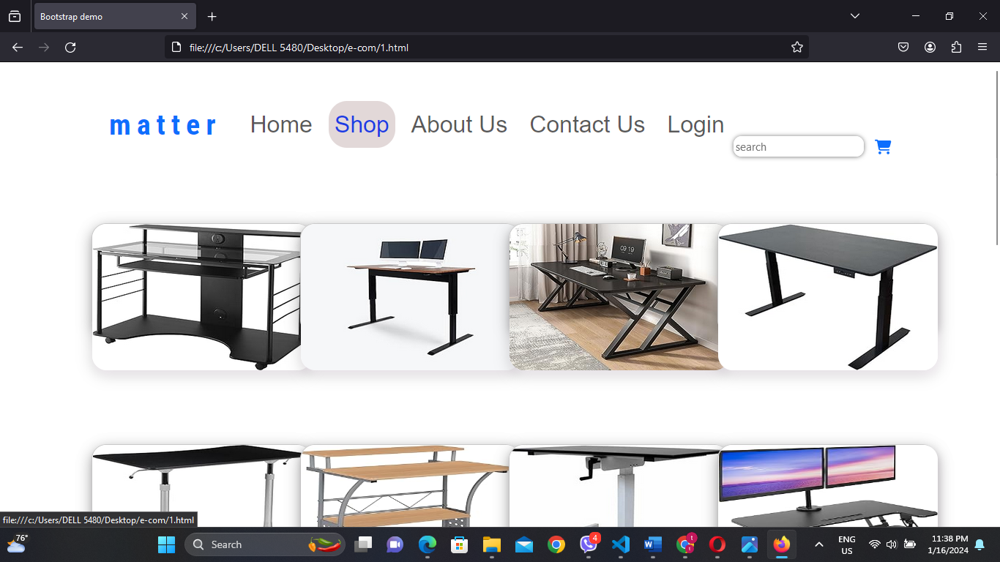 Bootstrap demo
file:///c:/Users/DELL 5480/Desktop/e-com/1.html
matter
Home
Shop
About Us
Contact Us
Login
search
09 19
file:///c:/Users/DELL 5480/Desktop/e-com/1.html
76°
Search
4
t
t
ENG
US
11:38 PM
1/16/2024